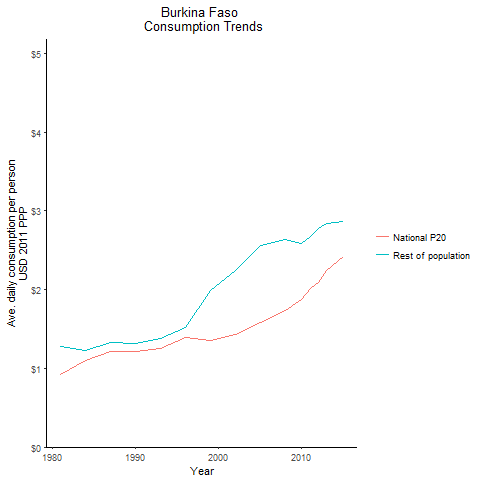 Burkina Faso
Consumption Trends
$5
$4
$3
$2
$1
$0
Ave. daily consumption per person
USD 2011 PPP
1980
1990
2000
2010
Year
National P20
Rest of population